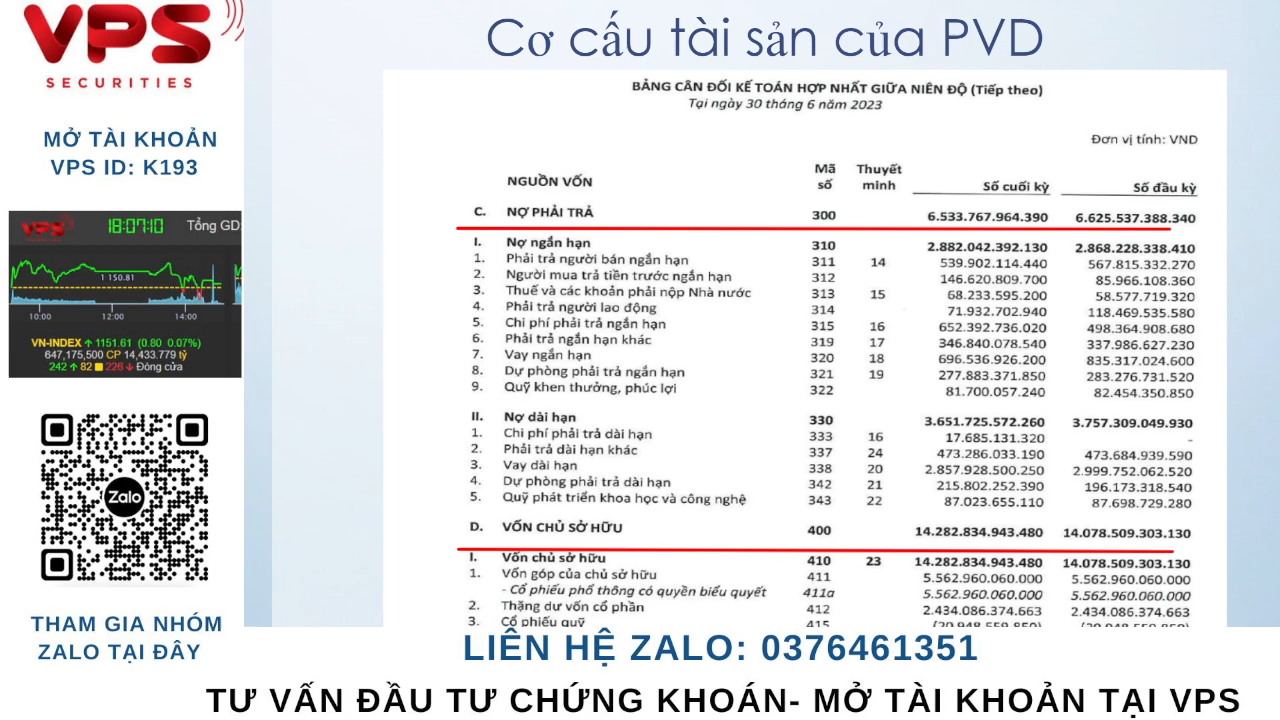 VPS
SECURITIES
MỞ TÀI KHOẢN
VPS ID: K193
VPS 18:07:10 Tổng GD
1 150.81
10:00 12:00 14:00
VN-INDEX ↑ 1151.61 (0.80 0.07%)
647,175,500 CP 14,433.779 tỷ
242 ↑ 82 226 ↓ Đóng cửa
Zalo
THAM GIA NHÓM
ZALO TẠI ĐÂY
Cơ cấu tài sản của PVD
BẢNG CÂN ĐỐI KẾ TOÁN HỢP NHẤT GIỮA NIÊN ĐỘ (Tiếp theo)
Tại ngày 30 tháng 6 năm 2023
Đơn vị tính: VND
NGUỒN VỐN Mã số Thuyết minh Số cuối kỳ Số đầu kỳ
C. NỢ PHẢI TRẢ 300 6.533.767.964.390 6.625.537.388.340
I. Nợ ngắn hạn 310 2.882.042.392.130 2.868.228.338.410
1. Phải trả người bán ngắn hạn 311 14 539.902.114.440 567.815.332.270
2. Người mua trả tiền trước ngắn hạn 312 146.620.809.700 85.966.108.360
3. Thuế và các khoản phải nộp Nhà nước 313 15 68.233.595.200 58.577.719.320
4. Phải trả người lao động 314 71.932.702.940 118.469.535.580
5. Chi phí phải trả ngắn hạn 315 16 652.392.736.020 498.364.908.680
6. Phải trả ngắn hạn khác 319 17 346.840.078.540 337.986.627.230
7. Vay ngắn hạn 320 18 696.536.926.200 835.317.024.600
8. Dự phòng phải trả ngắn hạn 321 19 277.883.371.850 283.276.731.520
9. Quỹ khen thưởng, phúc lợi 322 81.700.057.240 82.454.350.850
II. Nợ dài hạn 330 3.651.725.572.260 3.757.309.049.930
1. Chi phí phải trả dài hạn 333 16 17.685.131.320 -
2. Phải trả dài hạn khác 337 24 473.286.033.190 473.684.939.590
3. Vay dài hạn 338 20 2.857.928.500.250 2.999.752.062.520
4. Dự phòng phải trả dài hạn 342 21 215.802.252.390 196.173.318.540
5. Quỹ phát triển khoa học và công nghệ 343 22 87.023.655.110 87.698.729.280
D. VỐN CHỦ SỞ HỮU 400 14.282.834.943.480 14.078.509.303.130
I. Vốn chủ sở hữu 410 23 14.282.834.943.480 14.078.509.303.130
1. Vốn góp của chủ sở hữu 411 5.562.960.060.000 5.562.960.060.000
- Cổ phiếu phổ thông có quyền biểu quyết 411a 5.562.960.060.000 5.562.960.060.000
2. Thặng dư vốn cổ phần 412 2.434.086.374.663 2.434.086.374.663
3. Cổ phiếu quỹ 415
LIÊN HỆ ZALO: 0376461351
TƯ VẤN ĐẦU TƯ CHỨNG KHOÁN- MỞ TÀI KHOẢN TẠI VPS